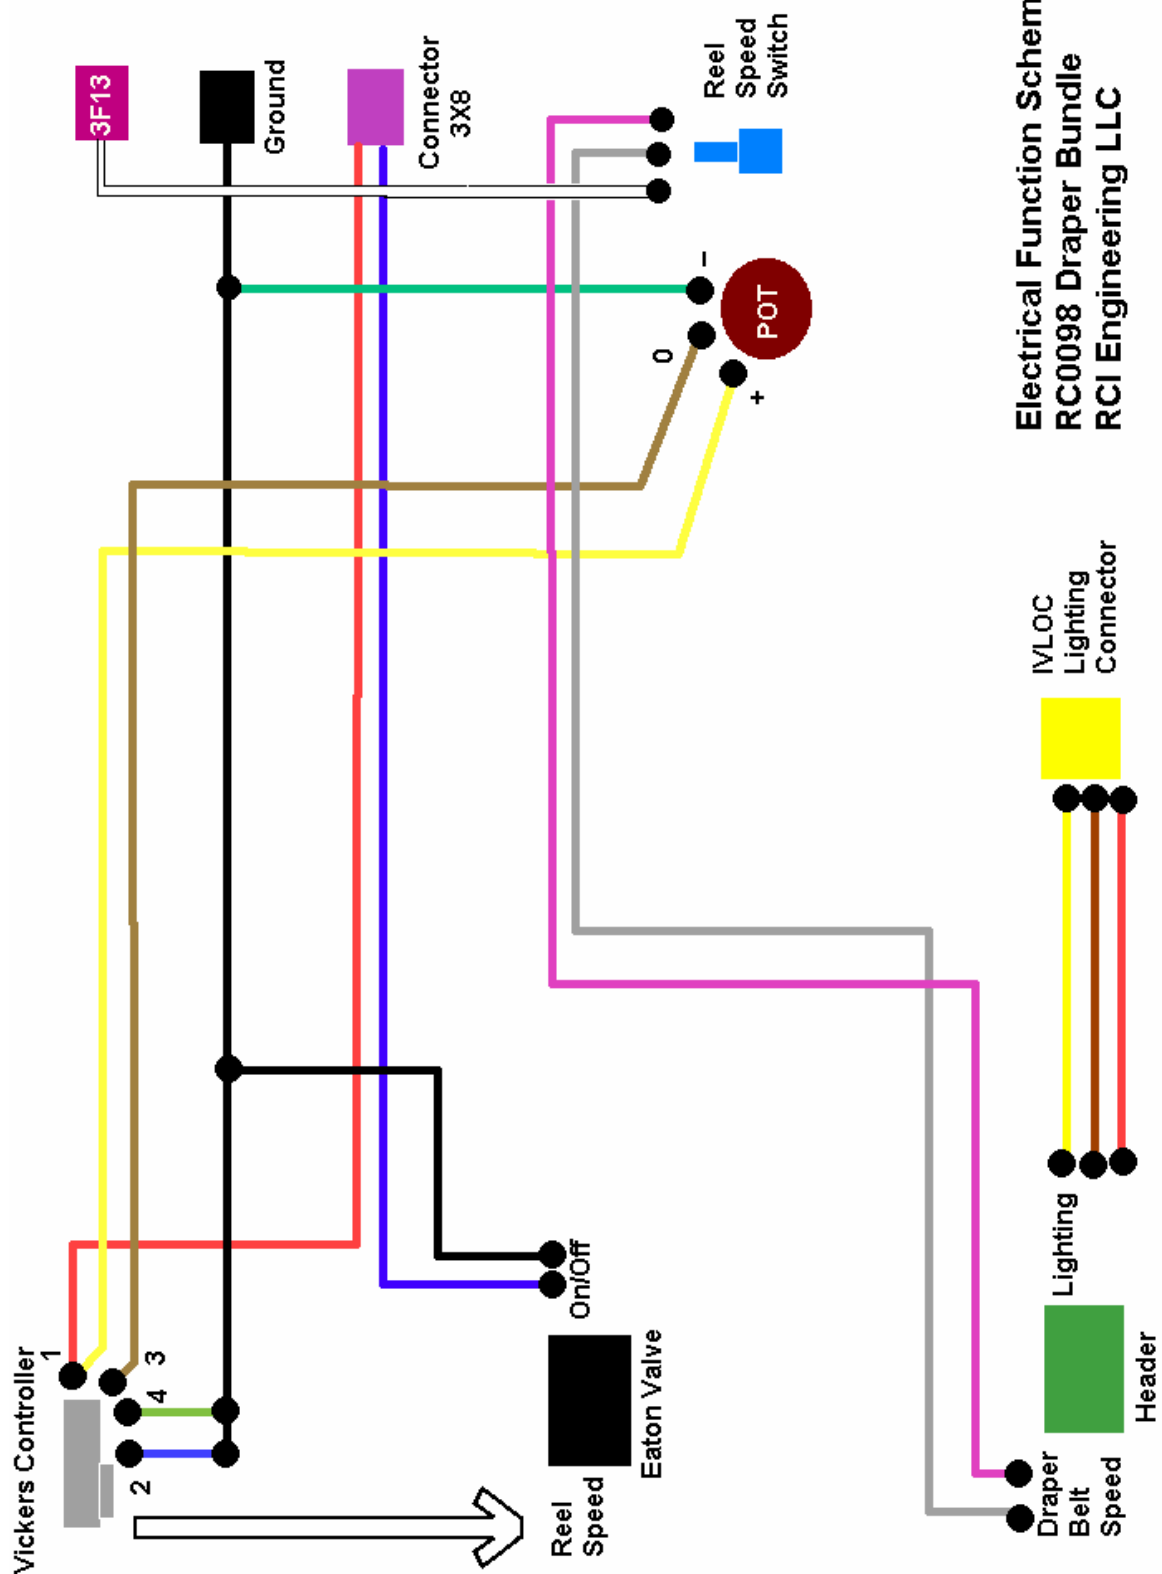 Vickers Controller
1
3
4
2
Reel
Speed
On/Off
Eaton Valve
3F13
Ground
Connector
3X8
Reel
Speed
Switch
–
0
+
POT
Draper
Belt
Speed
Header
Lighting
IVLOC
Lighting
Connector
Electrical Function Schem
RC0098 Draper Bundle
RCI Engineering LLC